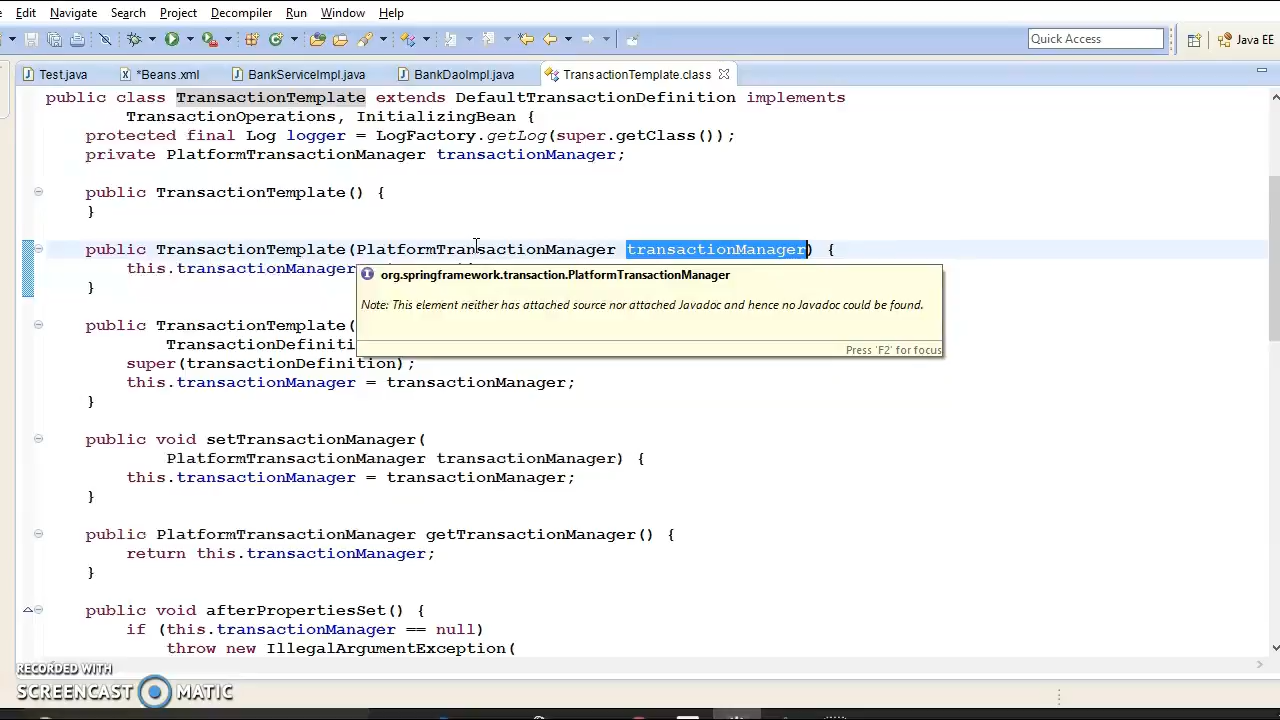 Edit Navigate Search Project Decompiler Run Window Help
Quick Access
Java EE
Test.java *Beans.xml BankServiceImpl.java BankDaoImpl.java TransactionTemplate.class
public class TransactionTemplate extends DefaultTransactionDefinition implements
TransactionOperations, InitializingBean {
protected final Log logger = LogFactory.getLog(super.getClass());
private PlatformTransactionManager transactionManager;
public TransactionTemplate() {
}
public TransactionTemplate(PlatformTransactionManager transactionManager) {
this.transactionManager
org.springframework.transaction.PlatformTransactionManager
Note: This element neither has attached source nor attached Javadoc and hence no Javadoc could be found.
Press 'F2' for focus
}
public TransactionTemplate(
TransactionDefiniti
super(transactionDefinition);
this.transactionManager = transactionManager;
}
public void setTransactionManager(
PlatformTransactionManager transactionManager) {
this.transactionManager = transactionManager;
}
public PlatformTransactionManager getTransactionManager() {
return this.transactionManager;
}
public void afterPropertiesSet() {
if (this.transactionManager == null)
throw new IllegalArgumentException(
RECORDED WITH
SCREENCAST MATIC